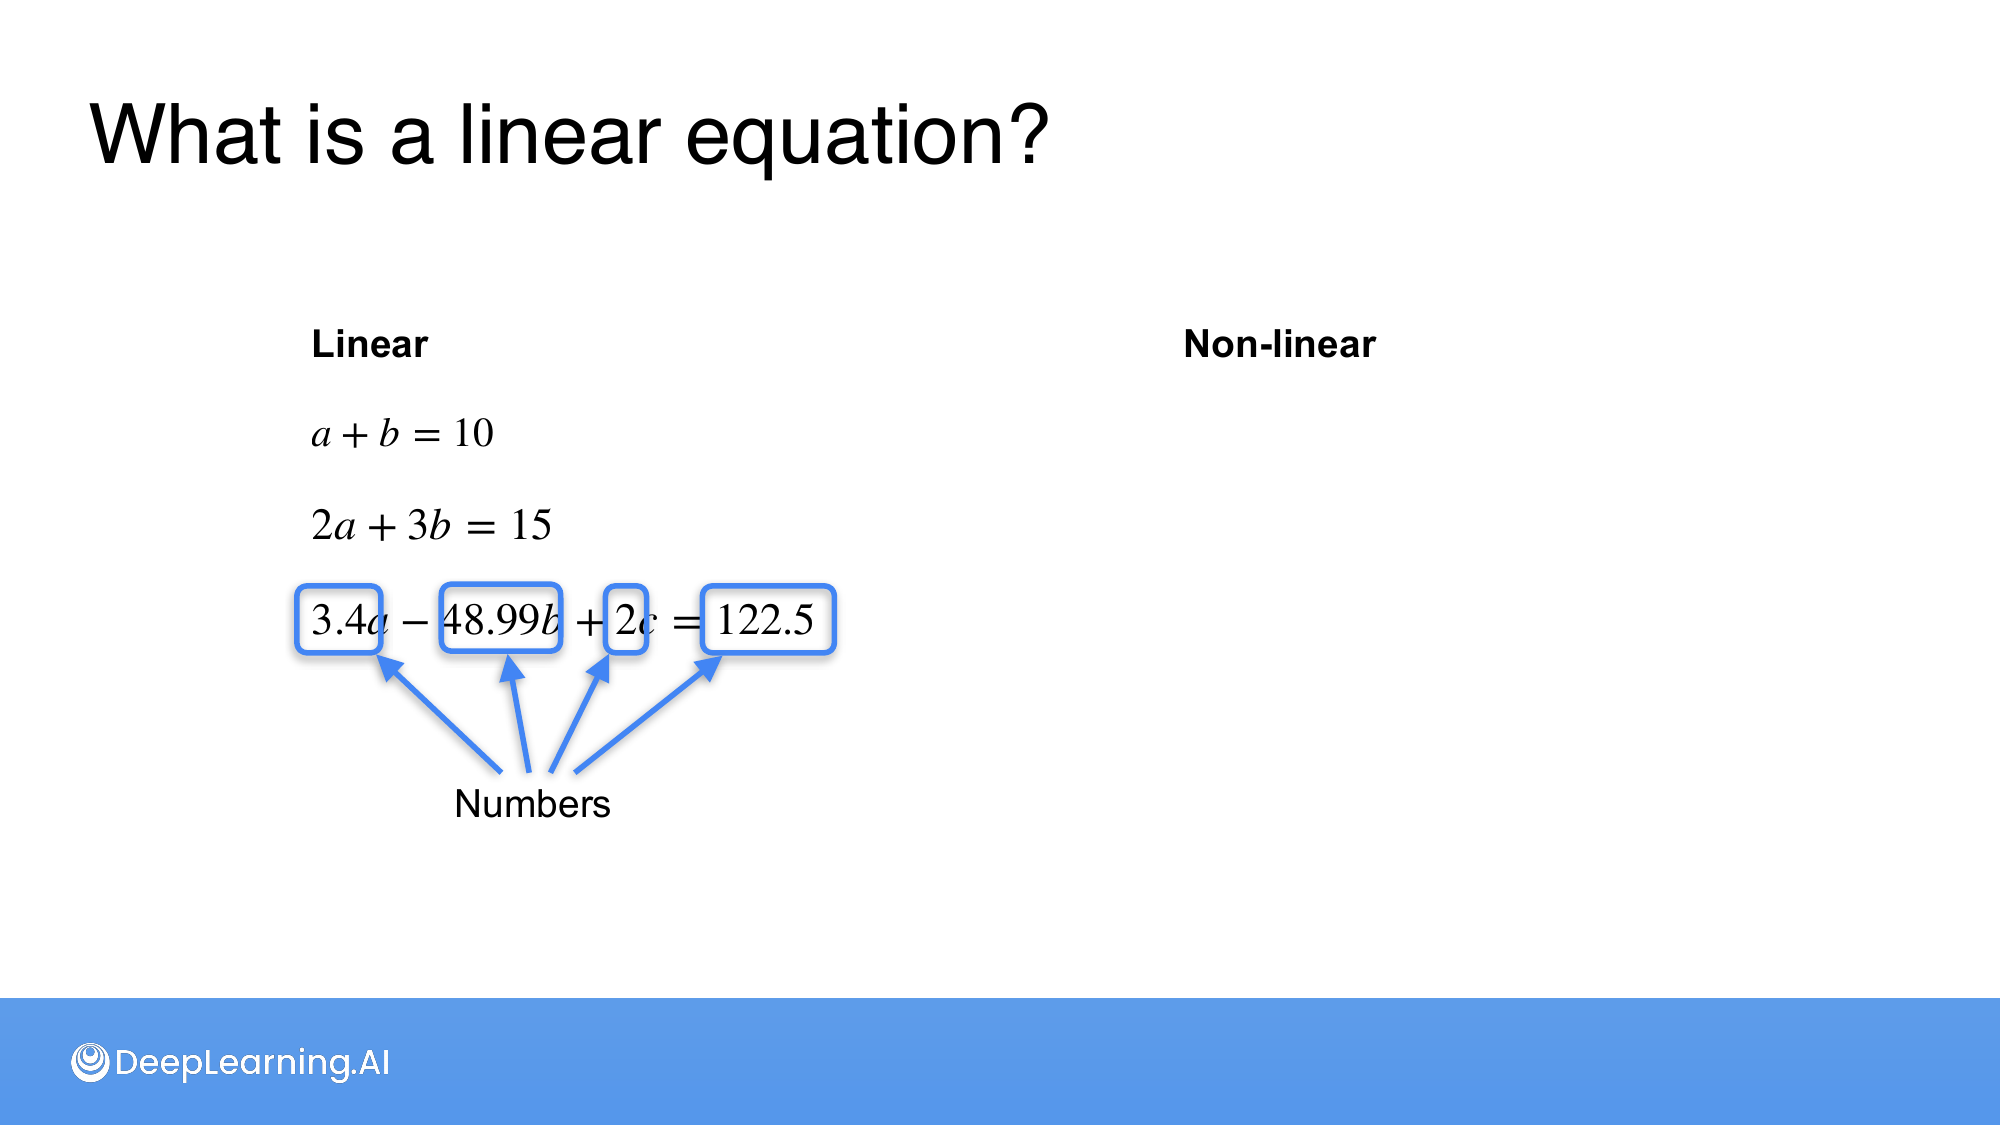 What is a linear equation?
Linear
Non-linear
a + b = 10
2a + 3b = 15
3.4a − 48.99b + 2c = 122.5
Numbers
DeepLearning.AI